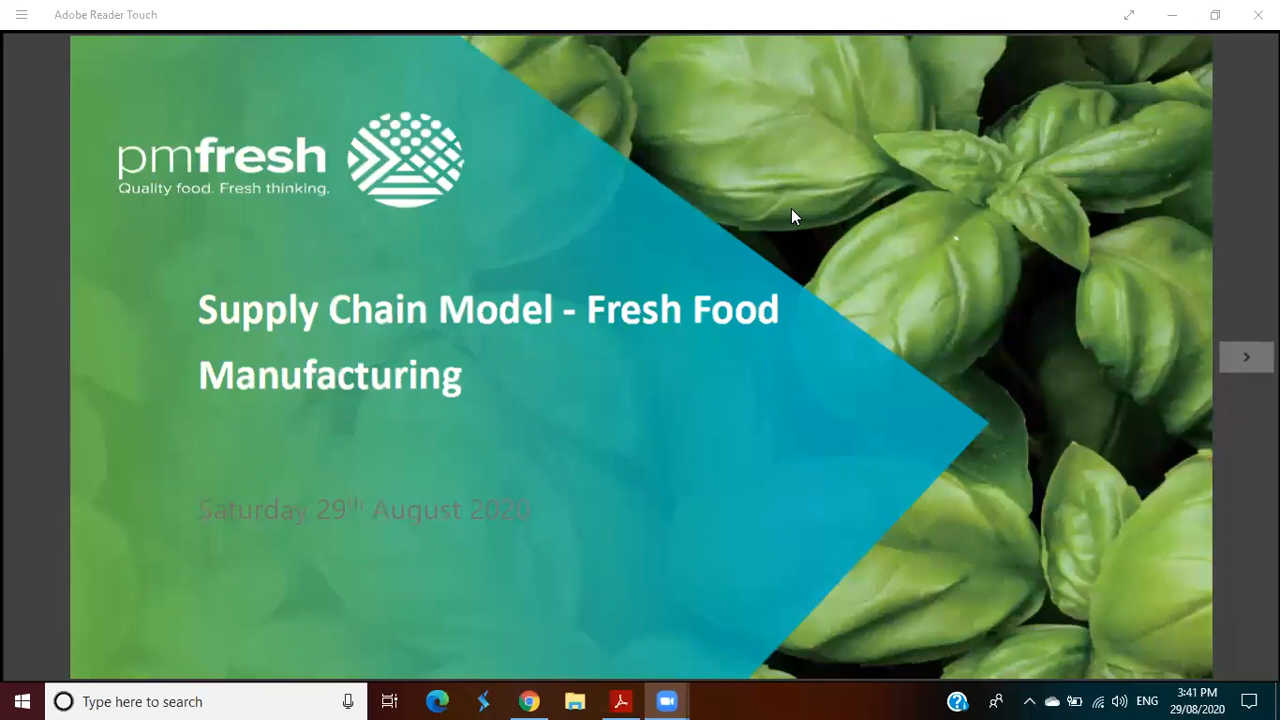 Adobe Reader Touch
pmfresh
Quality food. Fresh thinking.
Supply Chain Model - Fresh Food
Manufacturing
Saturday 29th August 2020
Type here to search
ENG
3:41 PM
29/08/2020